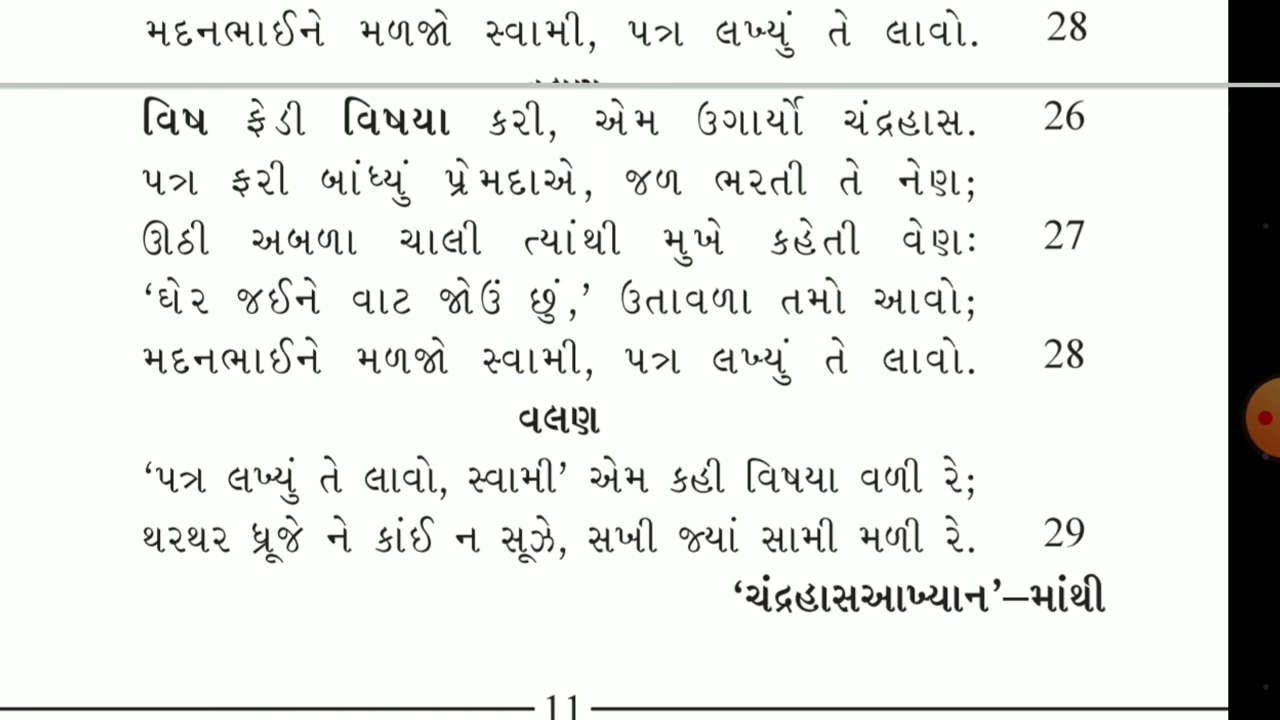 મદનભાઈને મળજો સ્વામી, પત્ર લખ્યું તે લાવો. 28
વિષ ફેડી વિષયા કરી, એમ ઉગાર્યો ચંદ્રહાસ. 26
પત્ર ફરી બાંધ્યું પ્રેમદાએ, જળ ભરતી તે નેણ;
ઊઠી અબળા ચાલી ત્યાંથી મુખે કહેતી વેણઃ 27
‘ઘેર જઈને વાટ જોઉં છું,’ ઉતાવળા તમો આવો;
મદનભાઈને મળજો સ્વામી, પત્ર લખ્યું તે લાવો. 28
વલણ
‘પત્ર લખ્યું તે લાવો, સ્વામી’ એમ કહી વિષયા વળી રે;
થરથર ધ્રૂજે ને કાંઈ ન સૂઝે, સખી જ્યાં સામી મળી રે. 29
‘ચંદ્રહાસઆખ્યાન’–માંથી
11